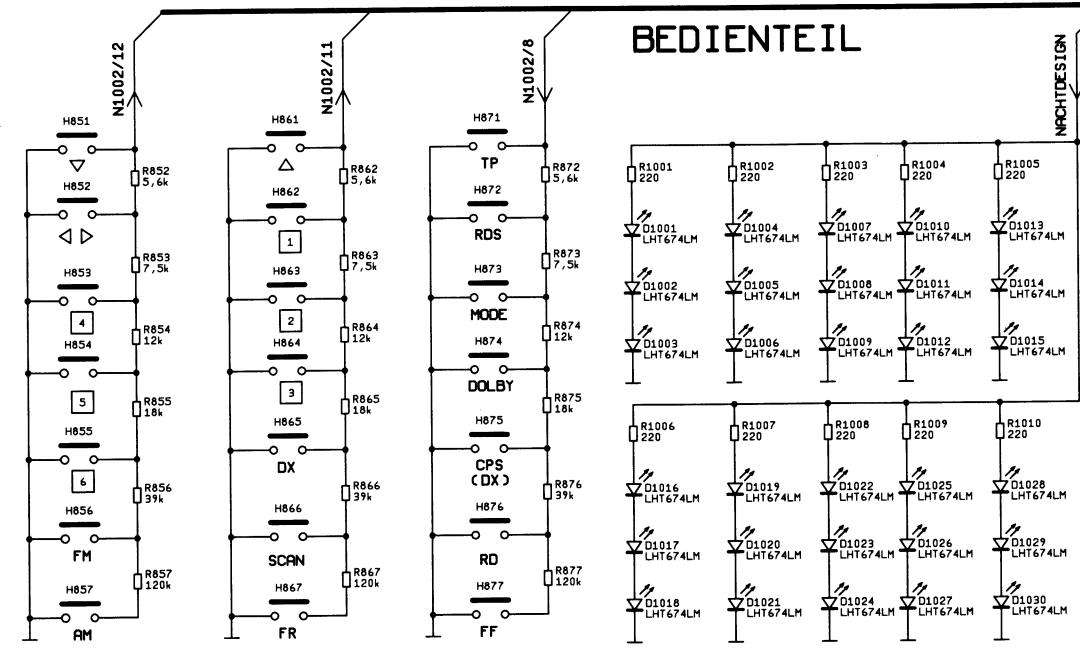 BEDIENTEIL
N1002/12
H851
R852
5,6k
H852
R853
7,5k
H853
4
R854
12k
H854
5
R855
18k
H855
6
R856
39k
H856
FM
R857
120k
H857
AM
N1002/11
H861
R862
5,6k
H862
1
R863
7,5k
H863
2
R864
12k
H864
3
R865
18k
H865
DX
R866
39k
H866
SCAN
R867
120k
H867
FR
N1002/8
H871
TP
R872
5,6k
H872
RDS
R873
7,5k
H873
MODE
R874
12k
H874
DOLBY
R875
18k
H875
CPS
(DX)
R876
39k
H876
RD
R877
120k
H877
FF
NACHTDESIGN
R1001
220
R1002
220
R1003
220
R1004
220
R1005
220
D1001
LHT674LM
D1004
LHT674LM
D1007
LHT674LM
D1010
LHT674LM
D1013
LHT674LM
D1002
LHT674LM
D1005
LHT674LM
D1008
LHT674LM
D1011
LHT674LM
D1014
LHT674LM
D1003
LHT674LM
D1006
LHT674LM
D1009
LHT674LM
D1012
LHT674LM
D1015
LHT674LM
R1006
220
R1007
220
R1008
220
R1009
220
R1010
220
D1016
LHT674LM
D1019
LHT674LM
D1022
LHT674LM
D1025
LHT674LM
D1028
LHT674LM
D1017
LHT674LM
D1020
LHT674LM
D1023
LHT674LM
D1026
LHT674LM
D1029
LHT674LM
D1018
LHT674LM
D1021
LHT674LM
D1024
LHT674LM
D1027
LHT674LM
D1030
LHT674LM